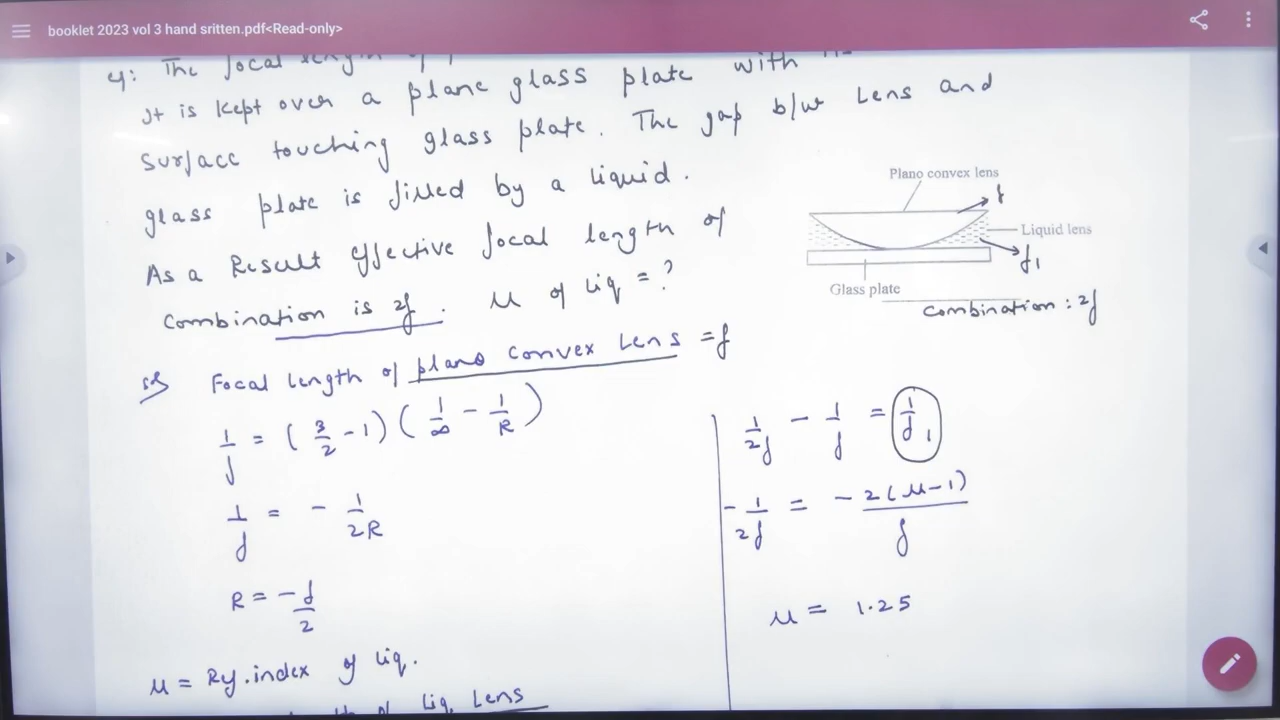 booklet 2023 vol 3 hand sritten.pdf<Read-only>
4: The focal length of
It is kept over a plane glass plate with
surface touching glass plate. The gap b/w Lens and
glass plate is filled by a liquid.
As a Result effective focal length of
combination is 2f. μ of liq = ?
Plano convex lens
f
Liquid lens
f1
Glass plate
combination : 2f
Sol Focal Length of plano convex Lens = f
1/f = (3/2 - 1) (1/∞ - 1/R)
1/f = - 1/2R
R = - f/2
μ = Ref.index of liq.
liq. Lens
1/2f - 1/f = 1/f1
- 1/2f = - 2(μ-1)/f
μ = 1.25